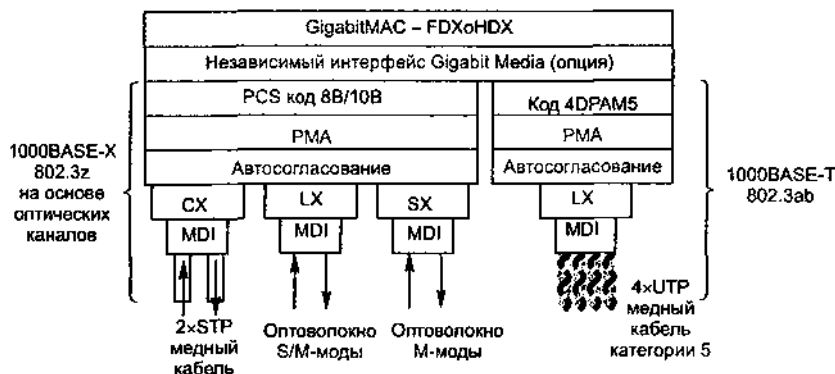 GigabitMAC – FDXoHDX
Независимый интерфейс Gigabit Media (опция)
PCS код 8B/10B
Код 4DPAM5
PMA
PMA
Автосогласование
Автосогласование
1000BASE-X
802.3z
на основе
оптических
каналов
1000BASE-T
802.3ab
CX
LX
SX
LX
MDI
MDI
MDI
MDI
2×STP
медный
кабель
Оптоволокно
S/M-моды
Оптоволокно
М-моды
4×UTP
медный
кабель
категории 5